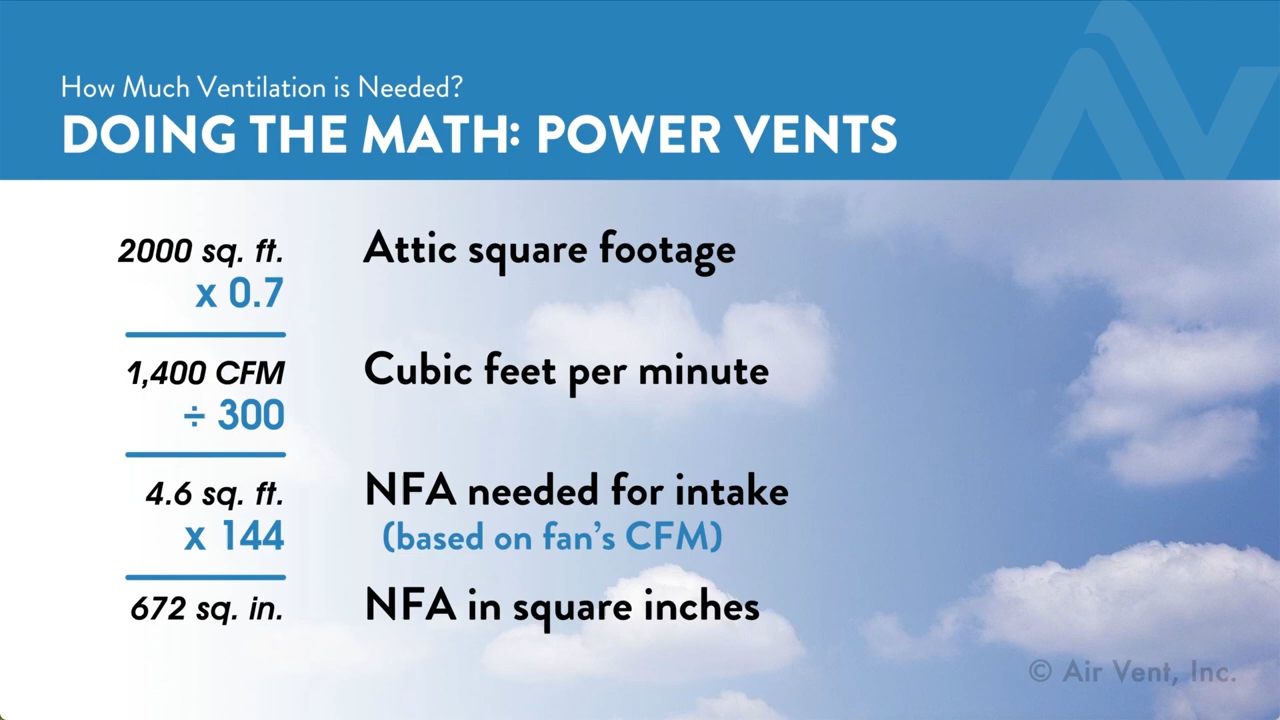 How Much Ventilation is Needed?
DOING THE MATH: POWER VENTS
2000 sq. ft. Attic square footage
x 0.7
1,400 CFM Cubic feet per minute
÷ 300
4.6 sq. ft. NFA needed for intake
x 144 (based on fan's CFM)
672 sq. in. NFA in square inches
© Air Vent, Inc.